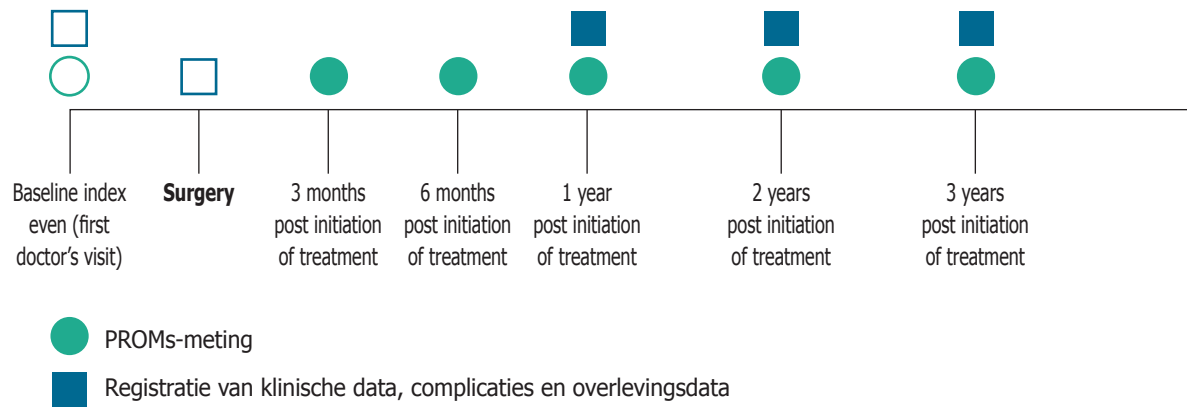 Baseline index
even (first
doctor's visit)
Surgery
3 months
post initiation
of treatment
6 months
post initiation
of treatment
1 year
post initiation
of treatment
2 years
post initiation
of treatment
3 years
post initiation
of treatment
PROMs-meting
Registratie van klinische data, complicaties en overlevingsdata